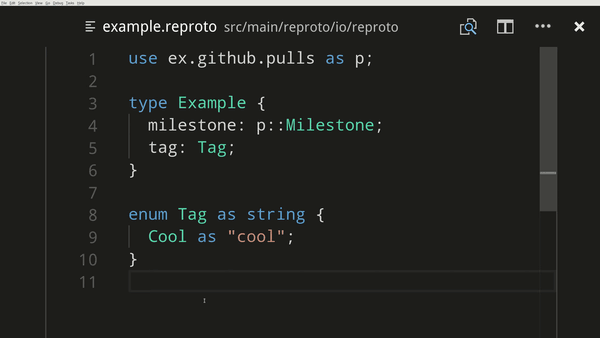 example.reproto src/main/reproto/io/reproto
1 use ex.github.pulls as p;
2
3 type Example {
4 milestone: p::Milestone;
5 tag: Tag;
6 }
7
8 enum Tag as string {
9 Cool as "cool";
10 }
11